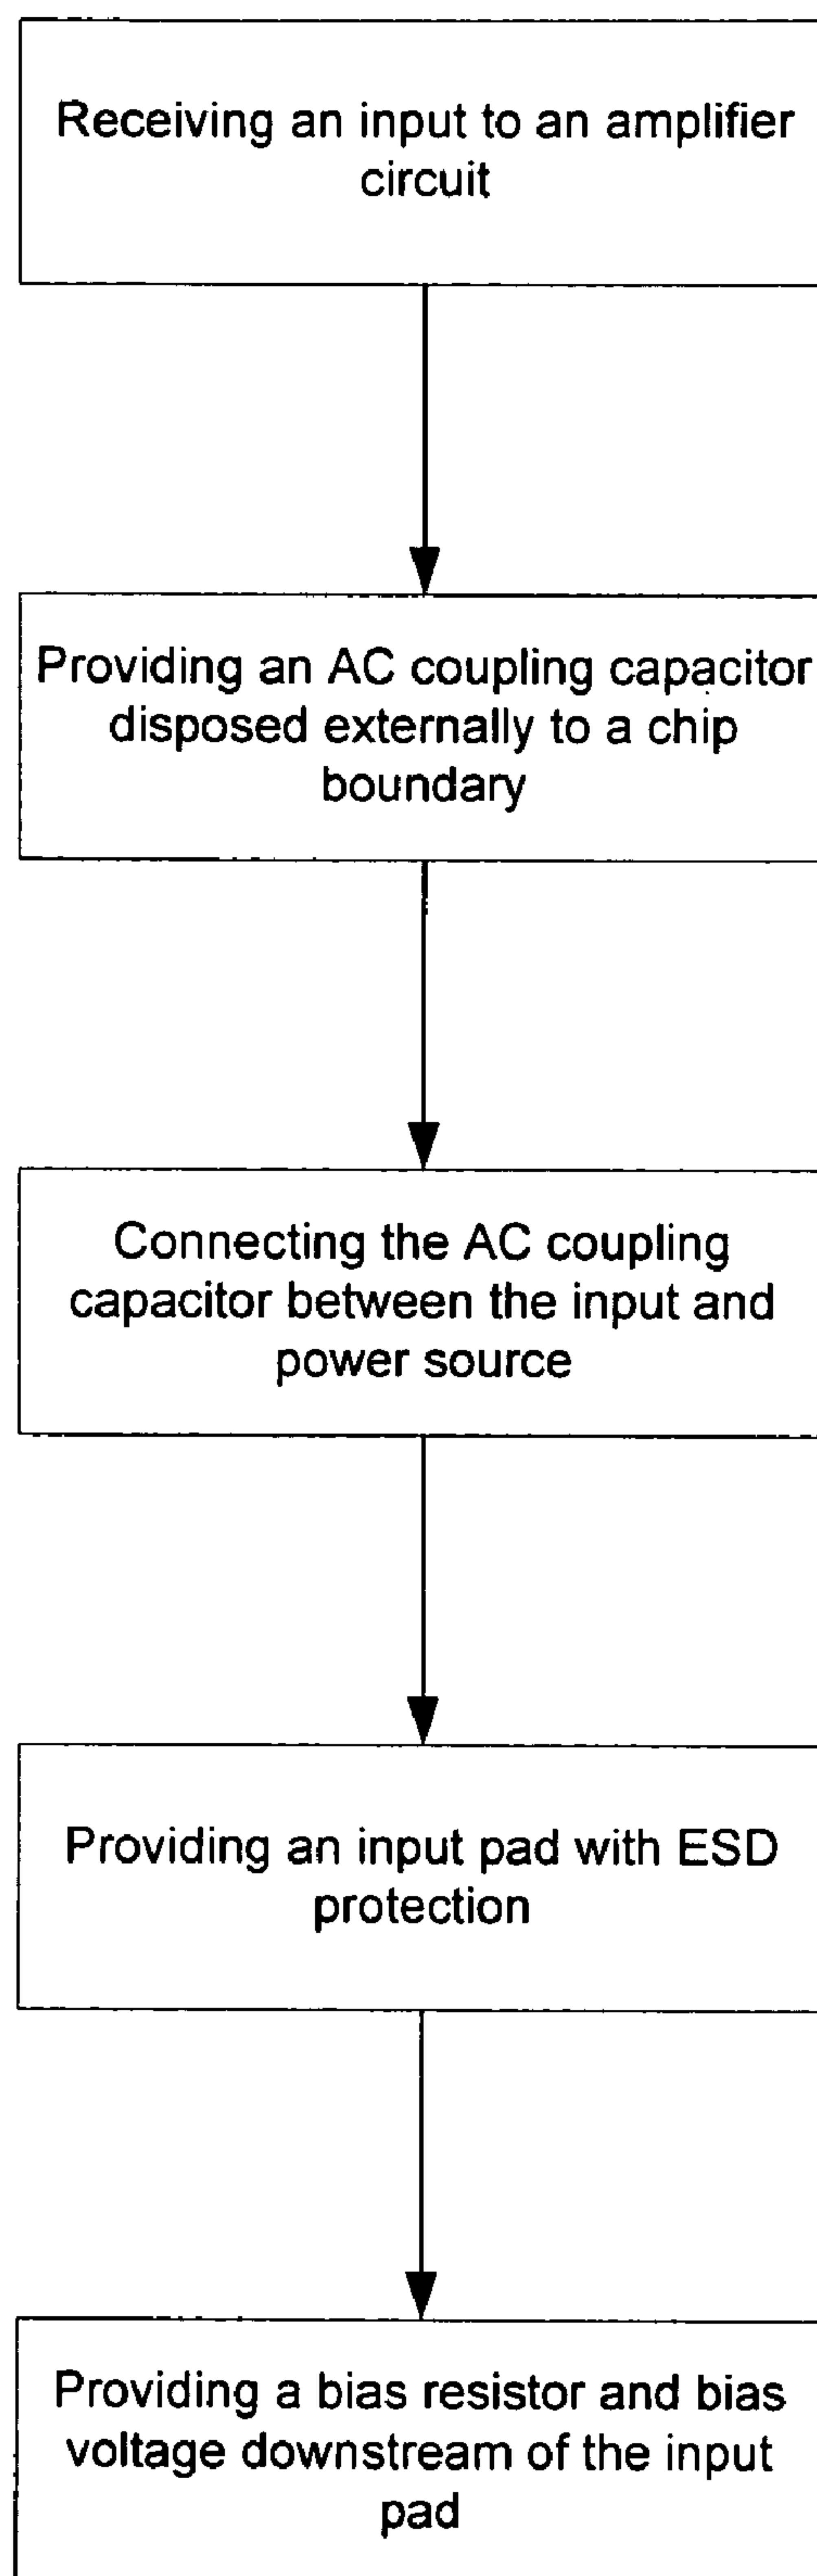 Receiving an input to an amplifier
circuit
Providing an AC coupling capacitor
disposed externally to a chip
boundary
Connecting the AC coupling
capacitor between the input and
power source
Providing an input pad with ESD
protection
Providing a bias resistor and bias
voltage downstream of the input
pad